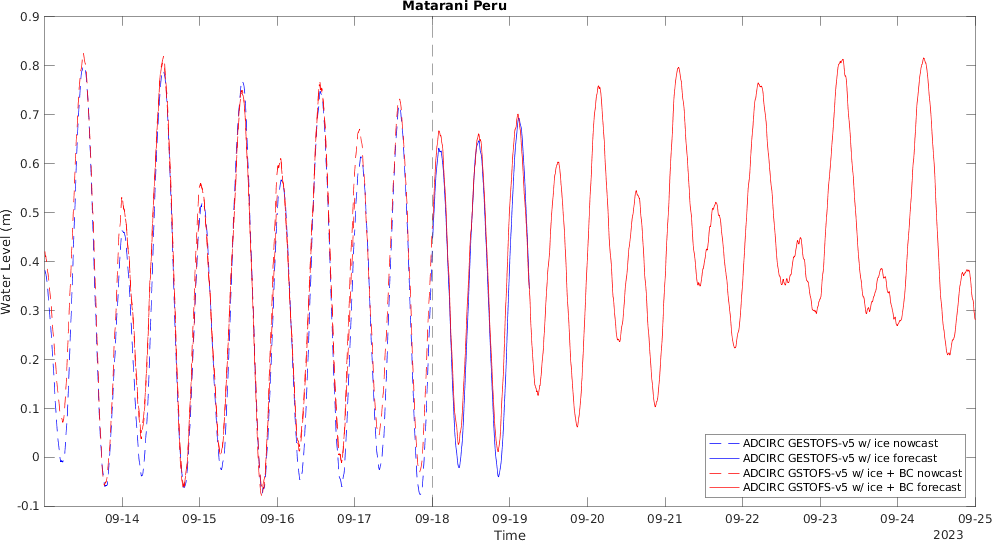 Matarani Peru
Water Level (m)
0.9
0.8
0.7
0.6
0.5
0.4
0.3
0.2
0.1
0
-0.1
09-14 09-15 09-16 09-17 09-18 09-19 09-20 09-21 09-22 09-23 09-24 09-25
Time
2023
ADCIRC GESTOFS-v5 w/ ice nowcast
ADCIRC GESTOFS-v5 w/ ice forecast
ADCIRC GSTOFS-v5 w/ ice + BC nowcast
ADCIRC GSTOFS-v5 w/ ice + BC forecast